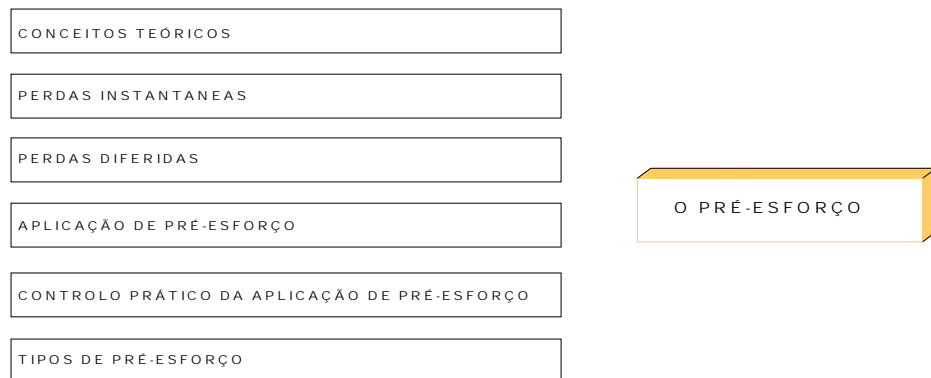 CONCEITOS TEÓRICOS
PERDAS INSTANTANEAS
PERDAS DIFERIDAS
APLICAÇÃO DE PRÉ-ESFORÇO
CONTROLO PRÁTICO DA APLICAÇÃO DE PRÉ-ESFORÇO
TIPOS DE PRÉ-ESFORÇO
O PRÉ-ESFORÇO